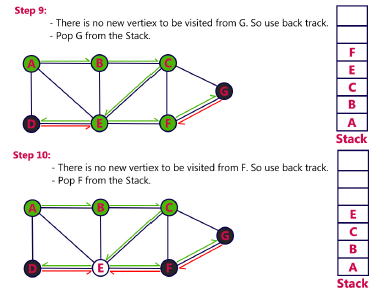 Step 9:
- There is no new vertiex to be visited from G. So use back track.
- Pop G from the Stack.
A B C
G
D E F
F
E
C
B
A
Stack
Step 10:
- There is no new vertiex to be visited from F. So use back track.
- Pop F from the Stack.
A B C
G
D E F
E
C
B
A
Stack